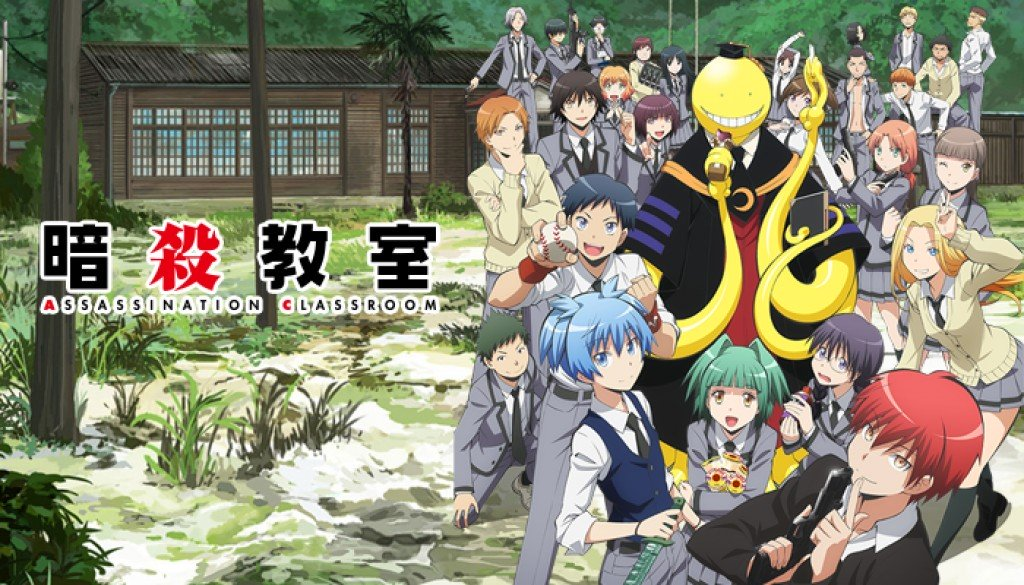 暗殺教室
ASSASSINATION CLASSROOM